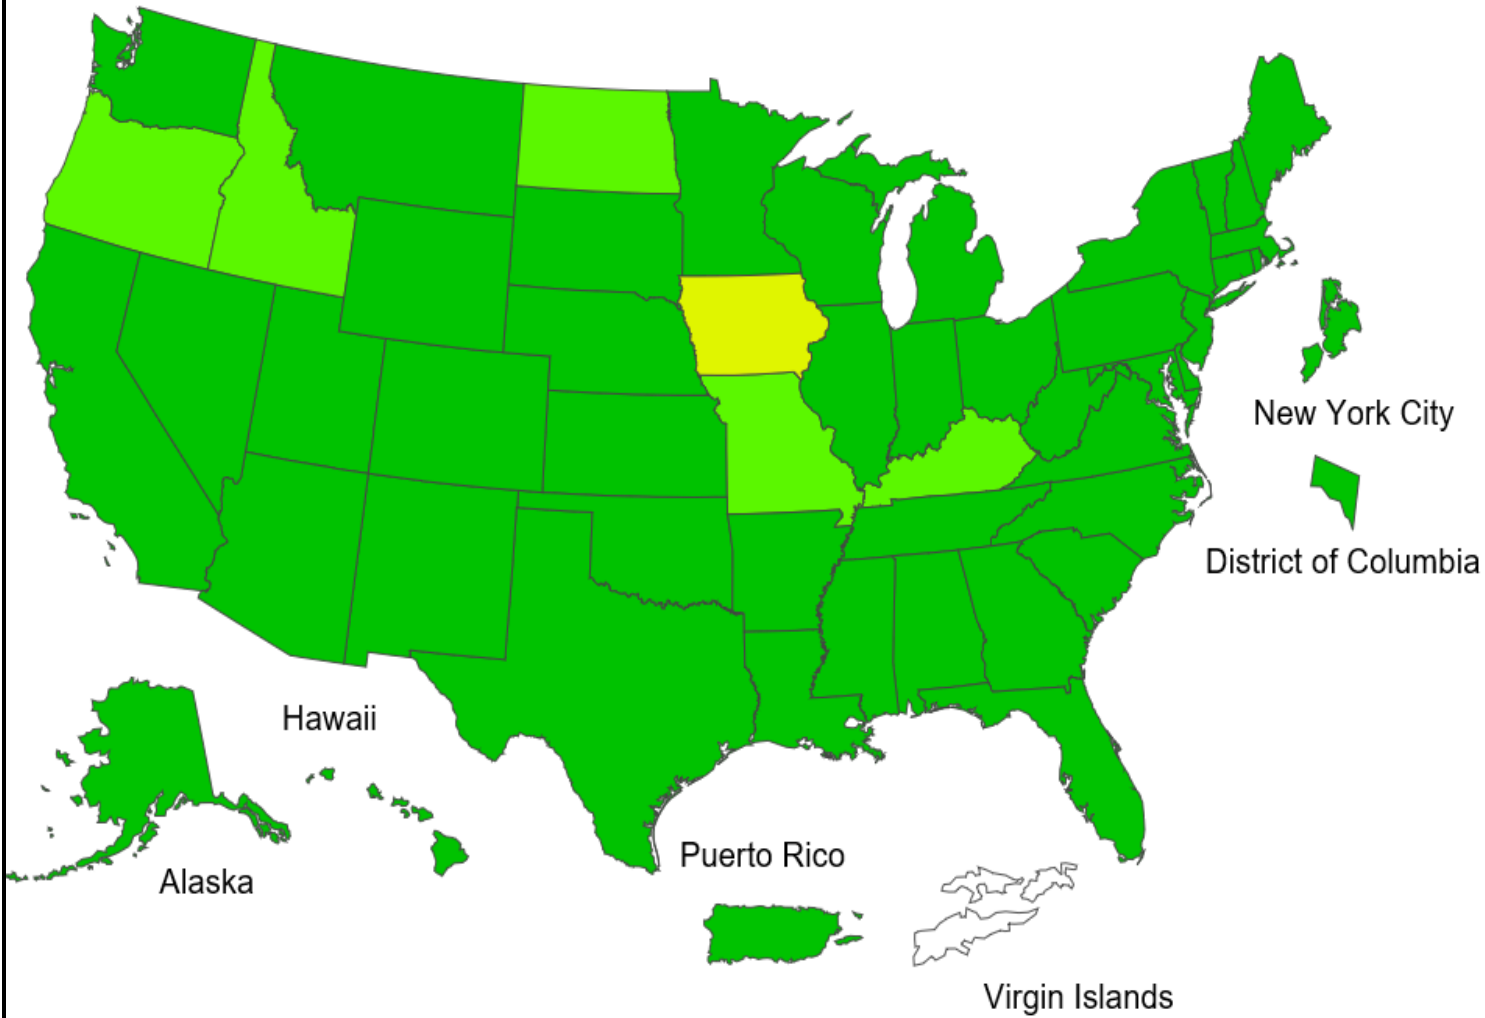 New York City
District of Columbia
Hawaii
Puerto Rico
Alaska
Virgin Islands